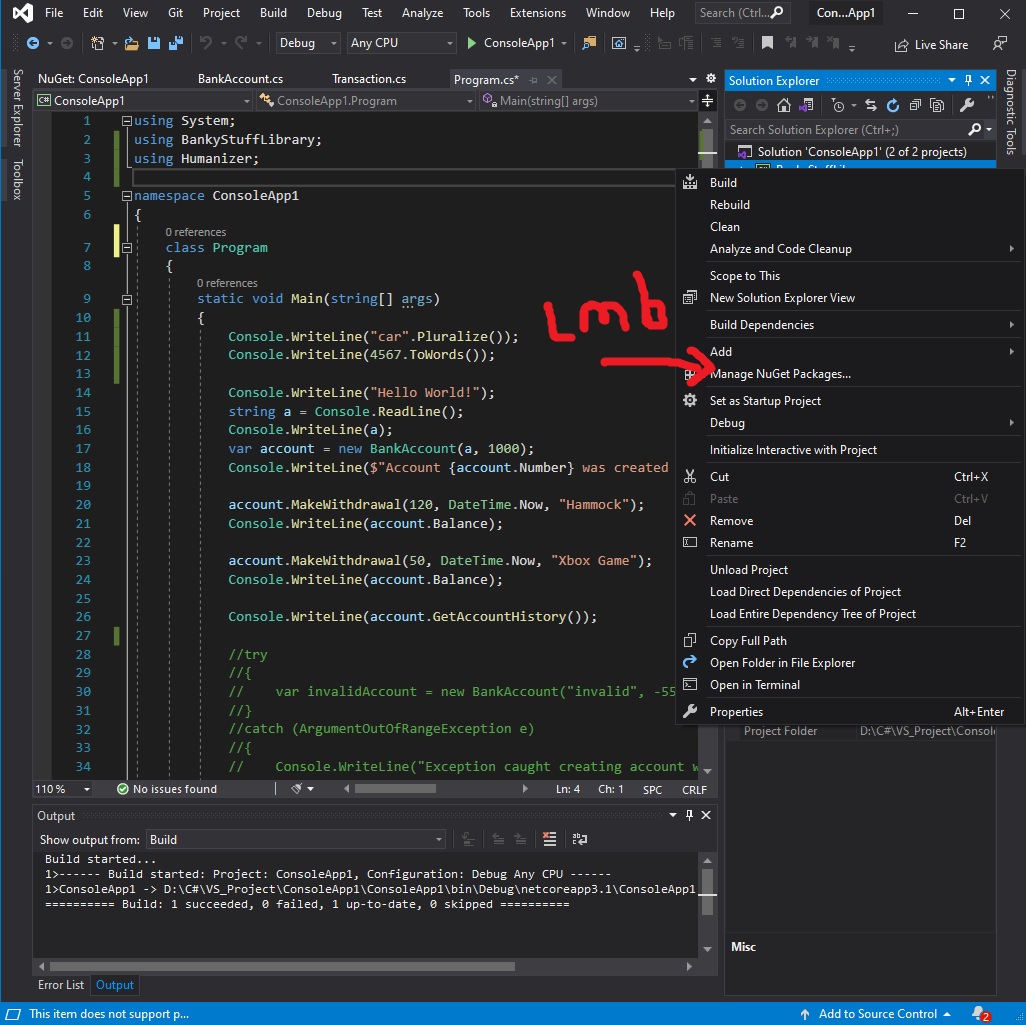 File Edit View Git Project Build Debug Test Analyze Tools Extensions Window Help Search (Ctrl... Con...App1
Debug Any CPU ConsoleApp1 Live Share
NuGet: ConsoleApp1 BankAccount.cs Transaction.cs Program.cs* Solution Explorer
C# ConsoleApp1 ConsoleApp1.Program Main(string[] args)
Server Explorer
Toolbox
Diagnostic Tools
Search Solution Explorer (Ctrl+;)
Solution 'ConsoleApp1' (2 of 2 projects)
1 using System;
2 using BankyStuffLibrary;
3 using Humanizer;
4
5 namespace ConsoleApp1
6 {
0 references
7 class Program
8 {
0 references
9 static void Main(string[] args)
10 {
11 Console.WriteLine("car".Pluralize());
12 Console.WriteLine(4567.ToWords());
13
14 Console.WriteLine("Hello World!");
15 string a = Console.ReadLine();
16 Console.WriteLine(a);
17 var account = new BankAccount(a, 1000);
18 Console.WriteLine($"Account {account.Number} was created
19
20 account.MakeWithdrawal(120, DateTime.Now, "Hammock");
21 Console.WriteLine(account.Balance);
22
23 account.MakeWithdrawal(50, DateTime.Now, "Xbox Game");
24 Console.WriteLine(account.Balance);
25
26 Console.WriteLine(account.GetAccountHistory());
27
28 //try
29 //{
30 // var invalidAccount = new BankAccount("invalid", -55
31 //}
32 //catch (ArgumentOutOfRangeException e)
33 //{
34 // Console.WriteLine("Exception caught creating account w
Lmb
Build
Rebuild
Clean
Analyze and Code Cleanup
Scope to This
New Solution Explorer View
Build Dependencies
Add
Manage NuGet Packages...
Set as Startup Project
Debug
Initialize Interactive with Project
Cut Ctrl+X
Paste Ctrl+V
Remove Del
Rename F2
Unload Project
Load Direct Dependencies of Project
Load Entire Dependency Tree of Project
Copy Full Path
Open Folder in File Explorer
Open in Terminal
Properties Alt+Enter
Project Folder D:\C#\VS_Project\Consol
110 % No issues found Ln: 4 Ch: 1 SPC CRLF
Output
Show output from: Build
Build started...
1>------ Build started: Project: ConsoleApp1, Configuration: Debug Any CPU ------
1>ConsoleApp1 -> D:\C#\VS_Project\ConsoleApp1\ConsoleApp1\bin\Debug\netcoreapp3.1\ConsoleApp1
========== Build: 1 succeeded, 0 failed, 1 up-to-date, 0 skipped ==========
Misc
Error List Output
This item does not support p... Add to Source Control 2